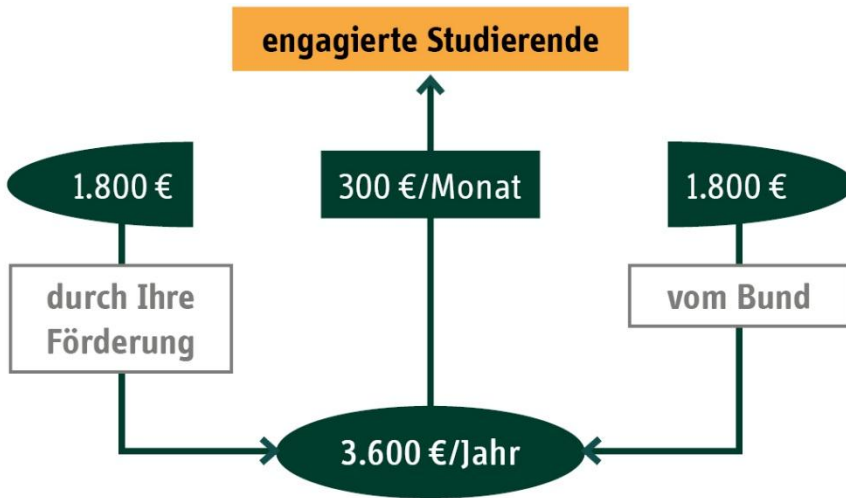 engagierte Studierende
1.800 €
300 €/Monat
1.800 €
durch Ihre
Förderung
vom Bund
3.600 €/Jahr